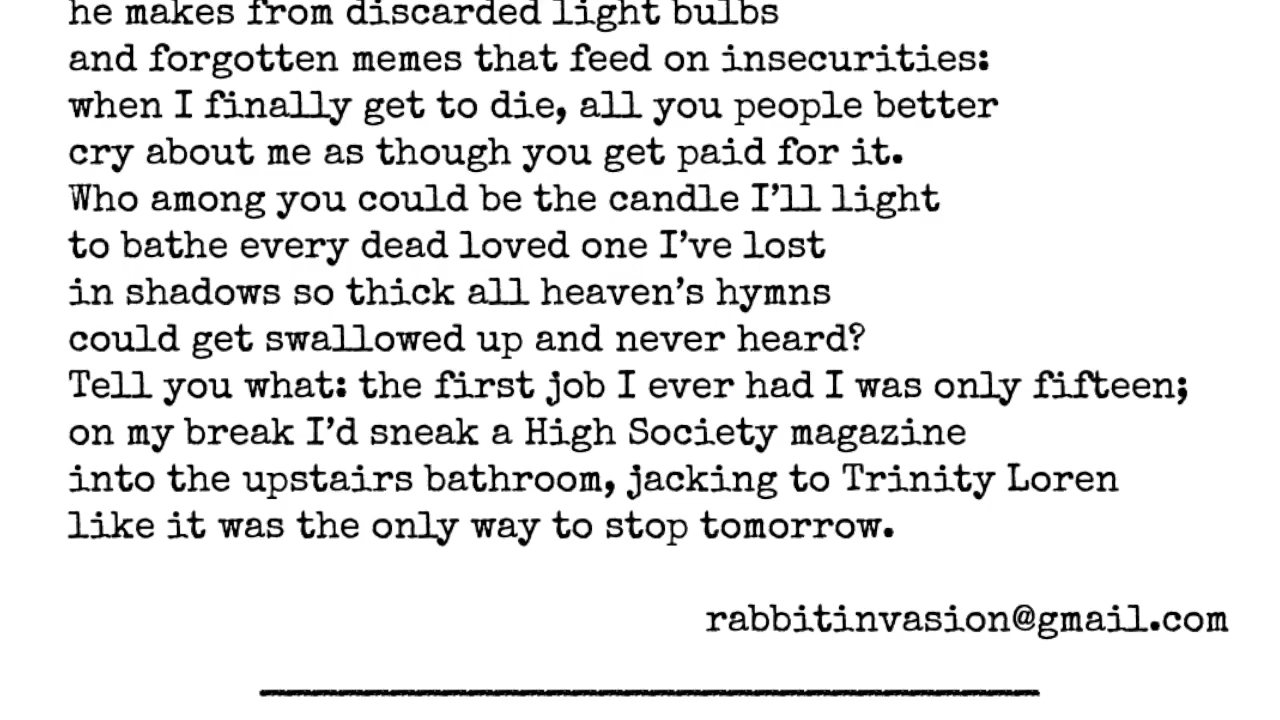 he makes from discarded light bulbs
and forgotten memes that feed on insecurities:
when I finally get to die, all you people better
cry about me as though you get paid for it.
Who among you could be the candle I’ll light
to bathe every dead loved one I’ve lost
in shadows so thick all heaven’s hymns
could get swallowed up and never heard?
Tell you what: the first job I ever had I was only fifteen;
on my break I’d sneak a High Society magazine
into the upstairs bathroom, jacking to Trinity Loren
like it was the only way to stop tomorrow.
rabbitinvasion@gmail.com